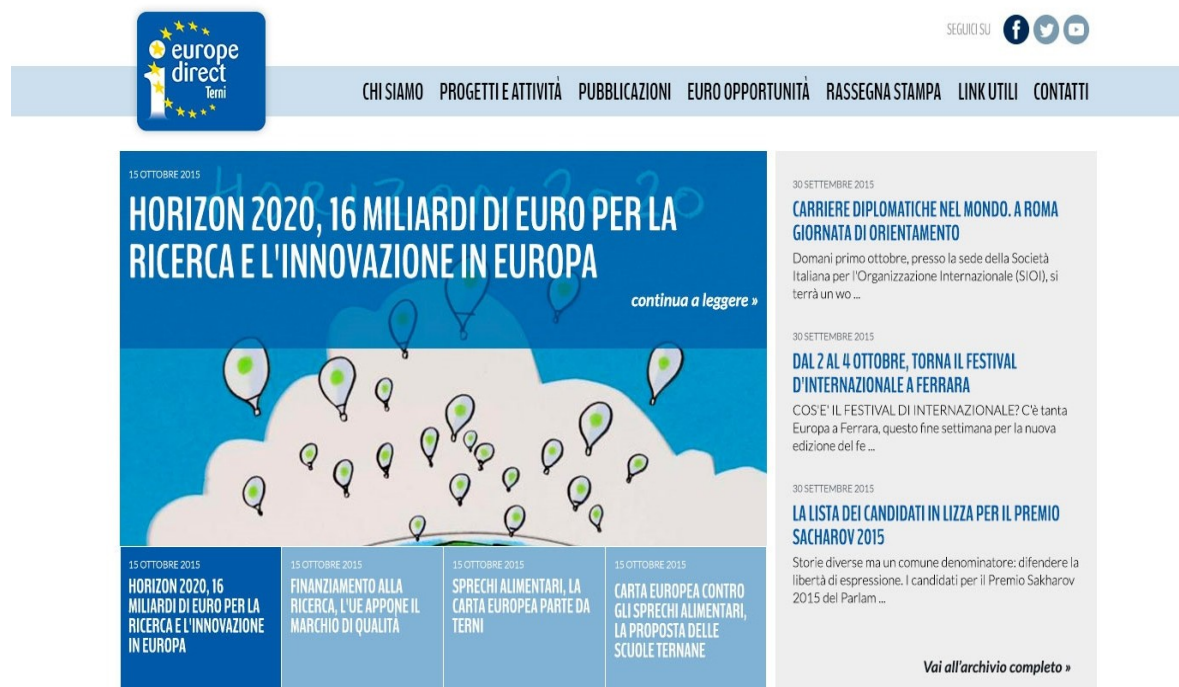 europe
direct
Terni
SEGUICI SU
CHI SIAMO PROGETTI E ATTIVITÀ PUBBLICAZIONI EURO OPPORTUNITÀ RASSEGNA STAMPA LINK UTILI CONTATTI
15 OTTOBRE 2015
HORIZON 2020
HORIZON 2020, 16 MILIARDI DI EURO PER LA
RICERCA E L'INNOVAZIONE IN EUROPA
continua a leggere »
15 OTTOBRE 2015
HORIZON 2020, 16
MILIARDI DI EURO PER LA
RICERCA E L'INNOVAZIONE
IN EUROPA
15 OTTOBRE 2015
FINANZIAMENTO ALLA
RICERCA, L'UE APPONE IL
MARCHIO DI QUALITÀ
15 OTTOBRE 2015
SPRECHI ALIMENTARI, LA
CARTA EUROPEA PARTE DA
TERNI
15 OTTOBRE 2015
CARTA EUROPEA CONTRO
GLI SPRECHI ALIMENTARI,
LA PROPOSTA DELLE
SCUOLE TERNANE
30 SETTEMBRE 2015
CARRIERE DIPLOMATICHE NEL MONDO. A ROMA
GIORNATA DI ORIENTAMENTO
Domani primo ottobre, presso la sede della Società
Italiana per l'Organizzazione Internazionale (SIOI), si
terrà un wo ...
30 SETTEMBRE 2015
DAL 2 AL 4 OTTOBRE, TORNA IL FESTIVAL
D'INTERNAZIONALE A FERRARA
COS'E' IL FESTIVAL DI INTERNAZIONALE? C'è tanta
Europa a Ferrara, questo fine settimana per la nuova
edizione del fe ...
30 SETTEMBRE 2015
LA LISTA DEI CANDIDATI IN LIZZA PER IL PREMIO
SACHAROV 2015
Storie diverse ma un comune denominatore: difendere la
libertà di espressione. I candidati per il Premio Sakharov
2015 del Parlam ...
Vai all'archivio completo »